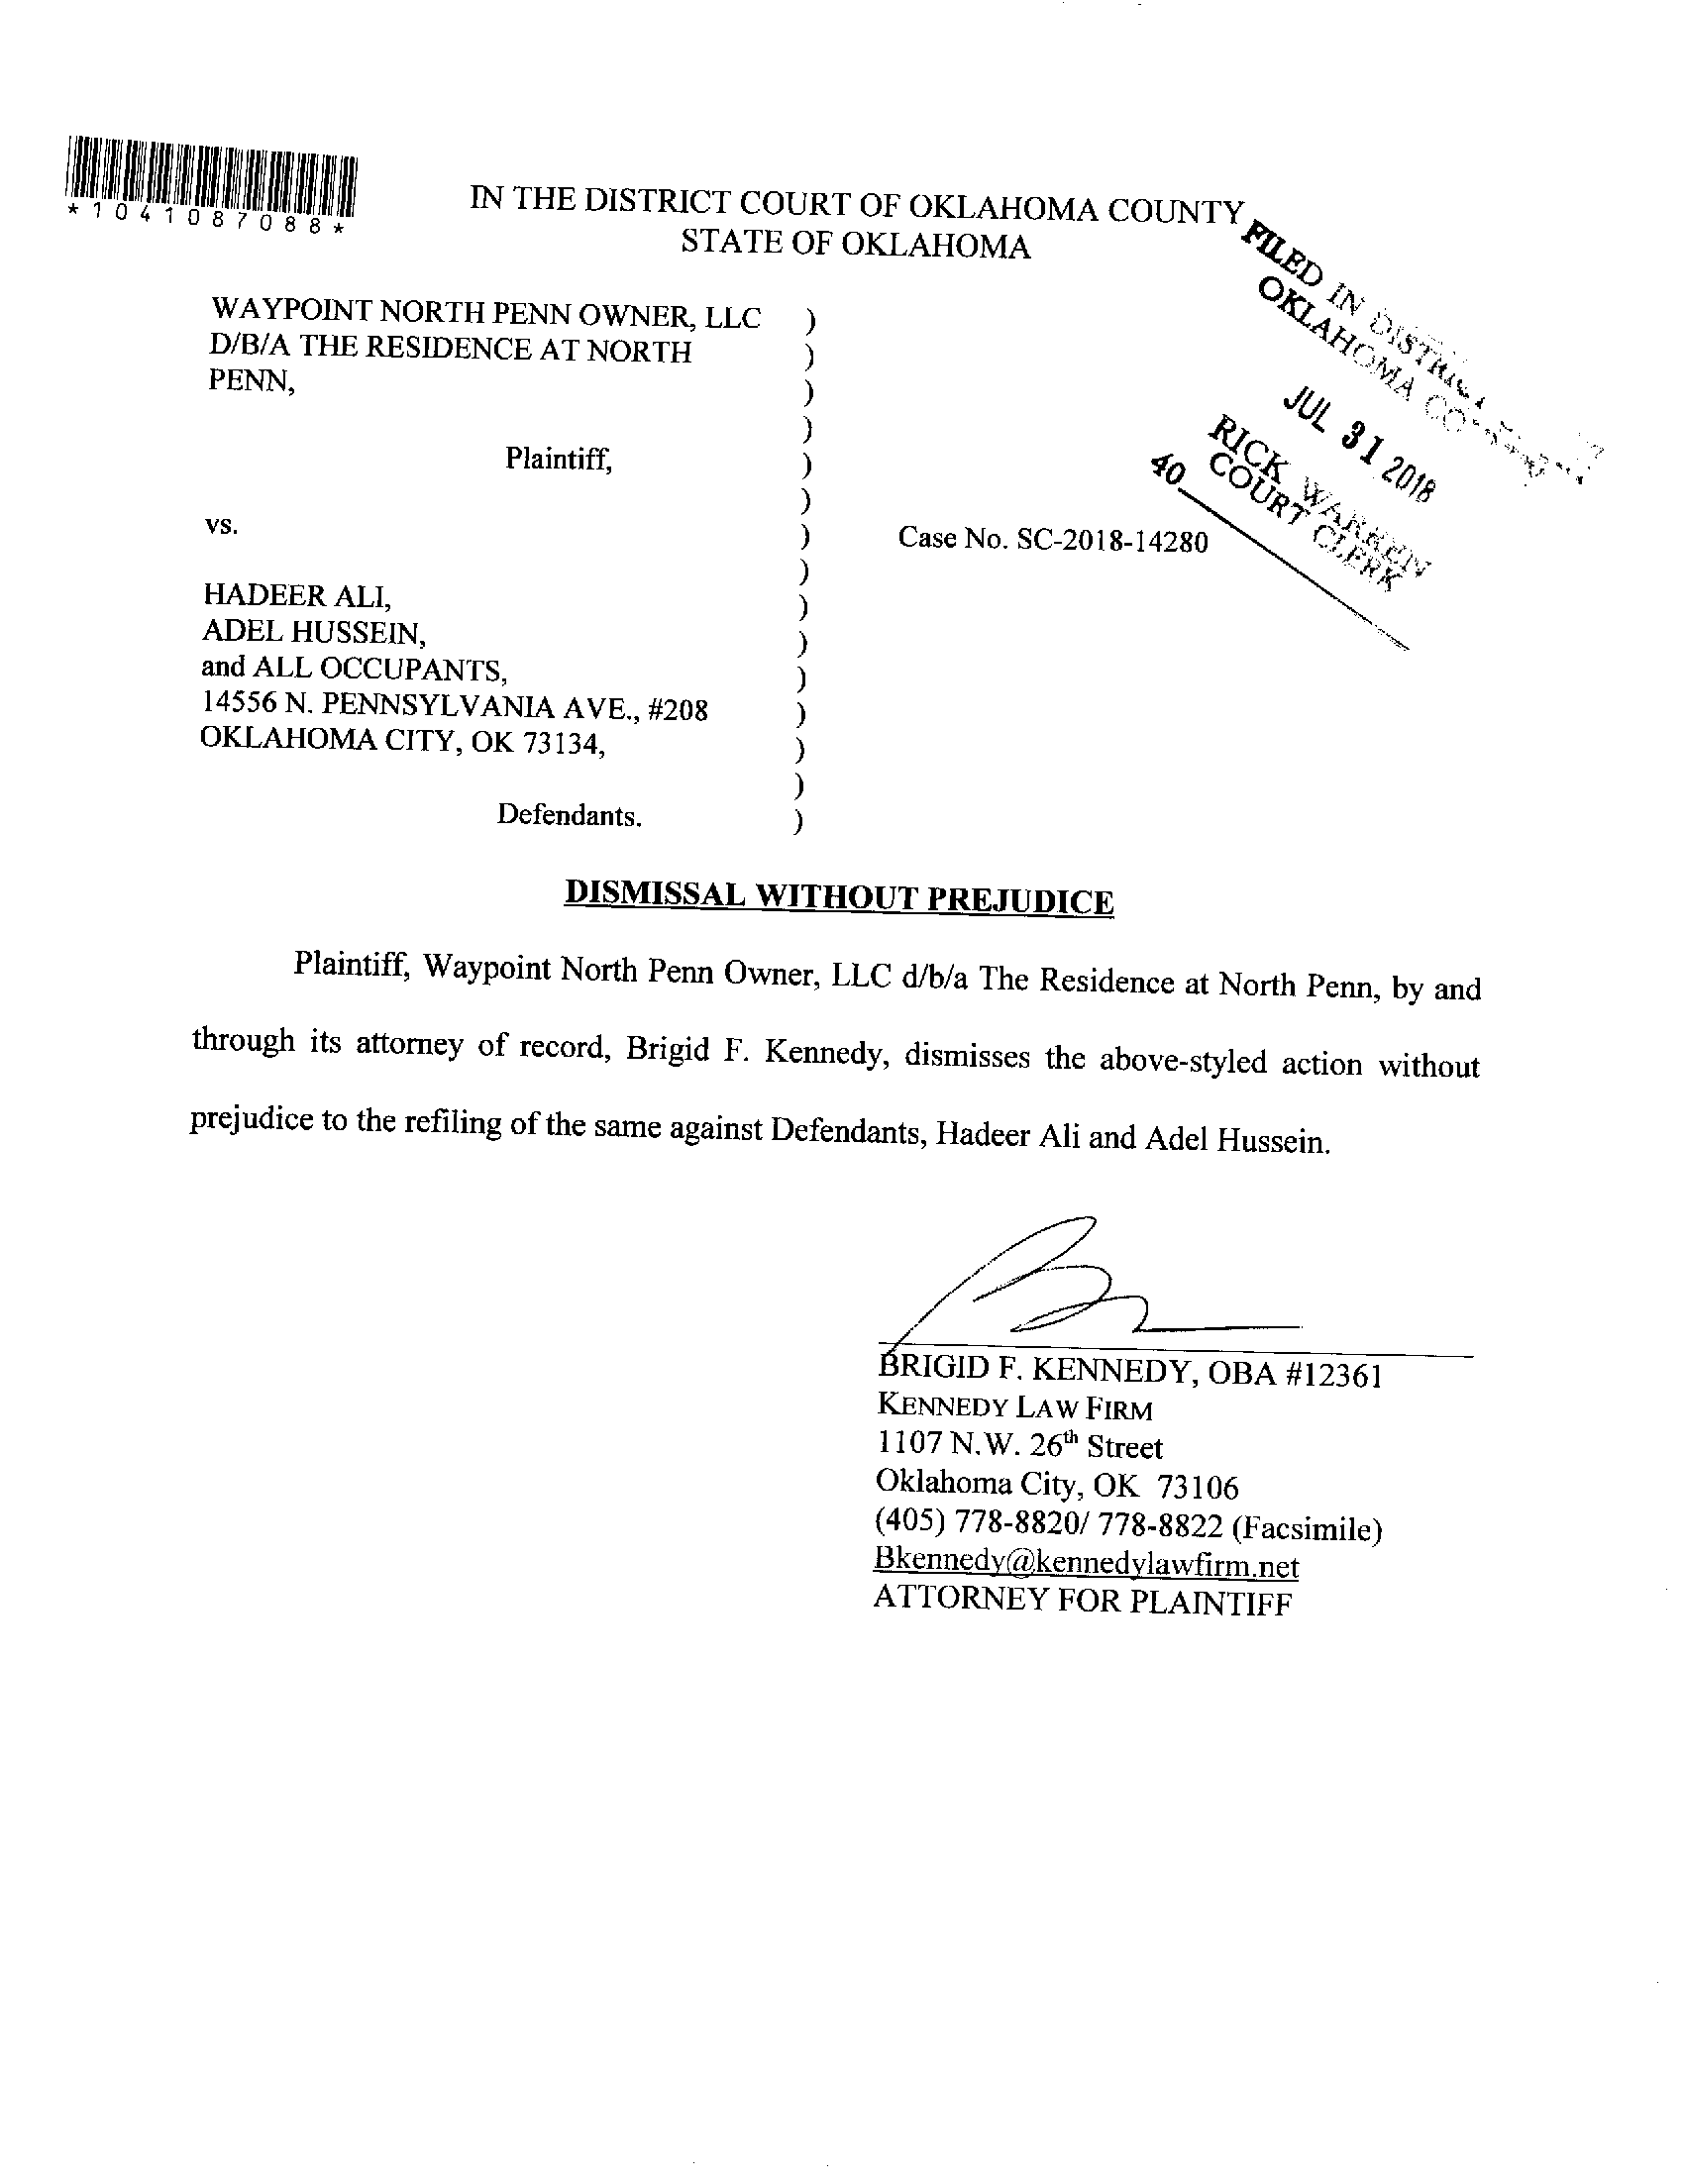 *1041087088*
IN THE DISTRICT COURT OF OKLAHOMA COUNTY
STATE OF OKLAHOMA
FILED IN
OKLAHOMA
JUL 31 2018
RICK WARREN
COURT CLERK
40
WAYPOINT NORTH PENN OWNER, LLC )
D/B/A THE RESIDENCE AT NORTH )
PENN, )
)
Plaintiff, )
)
vs. )
Case No. SC-2018-14280
)
HADEER ALI, )
ADEL HUSSEIN, )
and ALL OCCUPANTS, )
14556 N. PENNSYLVANIA AVE., #208 )
OKLAHOMA CITY, OK 73134, )
)
Defendants. )
DISMISSAL WITHOUT PREJUDICE
Plaintiff, Waypoint North Penn Owner, LLC d/b/a The Residence at North Penn, by and
through its attorney of record, Brigid F. Kennedy, dismisses the above-styled action without
prejudice to the refiling of the same against Defendants, Hadeer Ali and Adel Hussein.
BRIGID F. KENNEDY, OBA #12361
KENNEDY LAW FIRM
1107 N.W. 26th Street
Oklahoma City, OK 73106
(405) 778-8820/ 778-8822 (Facsimile)
Bkennedy@kennedylawfirm.net
ATTORNEY FOR PLAINTIFF